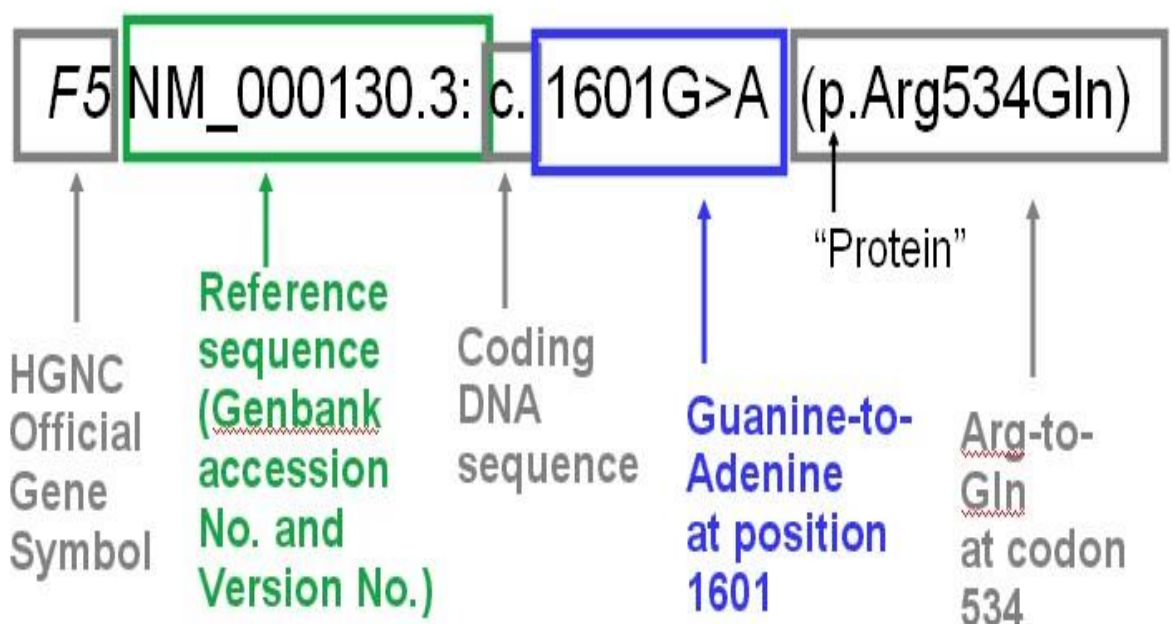 F5 NM_000130.3: c. 1601G>A (p.Arg534Gln)
“Protein”
HGNC
Official
Gene
Symbol
Reference
sequence
(Genbank
accession
No. and
Version No.)
Coding
DNA
sequence
Guanine-to-
Adenine
at position
1601
Arg-to-
Gln
at codon
534